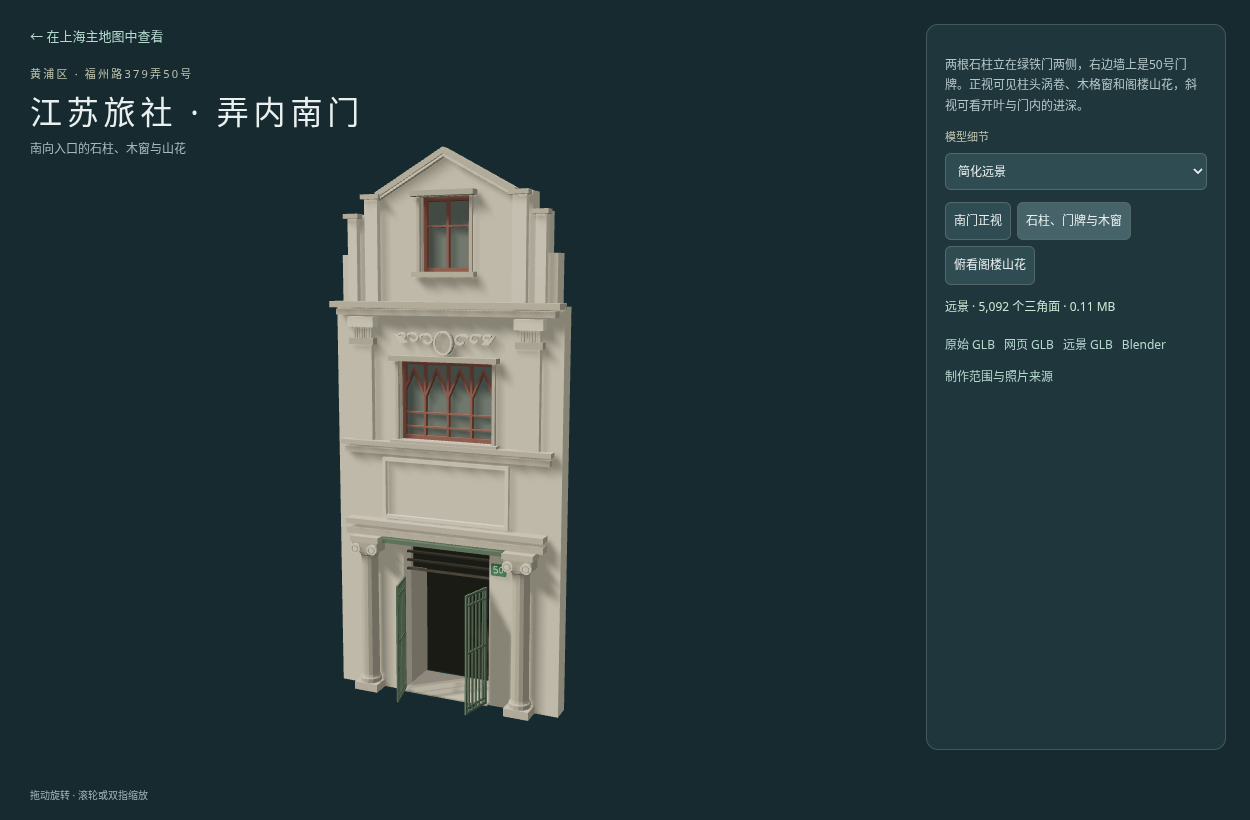 ← 在上海主地图中查看
黄浦区 · 福州路379弄50号
江苏旅社 · 弄内南门
南向入口的石柱、木窗与山花
50
拖动旋转 · 滚轮或双指缩放
两根石柱立在绿铁门两侧，右边墙上是50号门
牌。正视可见柱头涡卷、木格窗和阁楼山花，斜
视可看开叶与门内的进深。
模型细节
简化远景
南门正视
石柱、门牌与木窗
俯看阁楼山花
远景 · 5,092 个三角面 · 0.11 MB
原始 GLB 网页 GLB 远景 GLB Blender
制作范围与照片来源